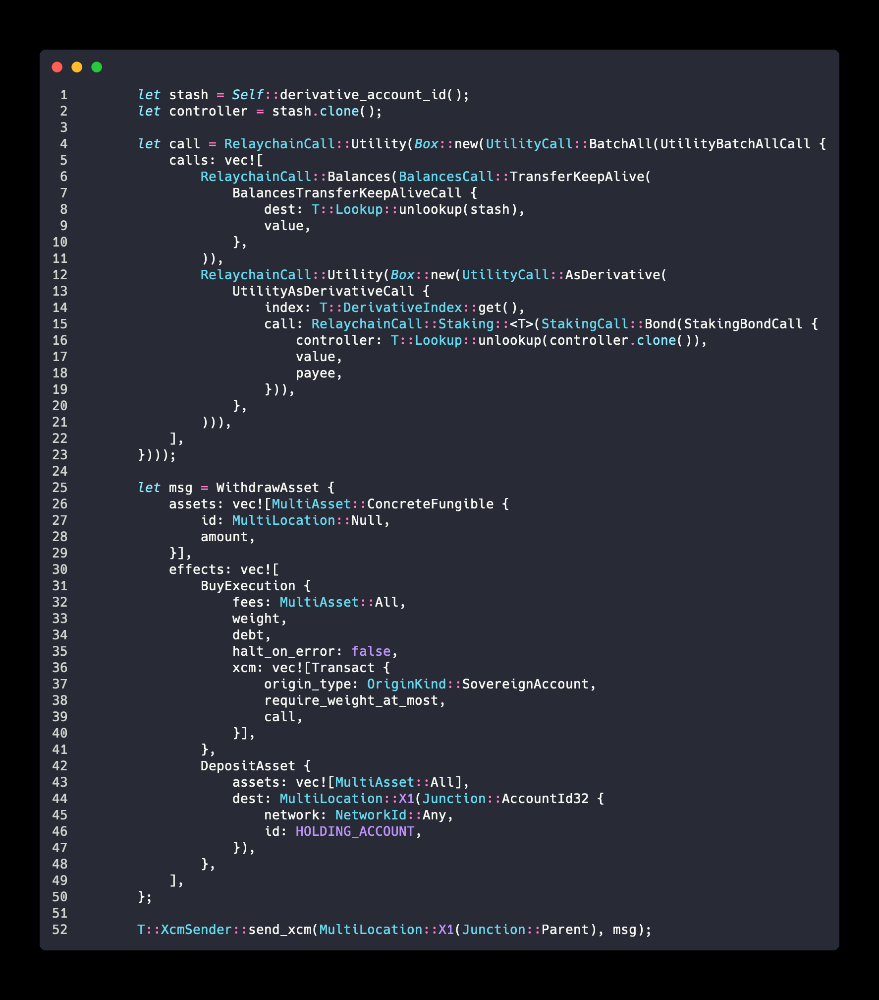 1 let stash = Self::derivative_account_id();
2 let controller = stash.clone();
3
4 let call = RelaychainCall::Utility(Box::new(UtilityCall::BatchAll(UtilityBatchAllCall {
5     calls: vec![
6         RelaychainCall::Balances(BalancesCall::TransferKeepAlive(
7             BalancesTransferKeepAliveCall {
8                 dest: T::Lookup::unlookup(stash),
9                 value,
10             },
11         )),
12         RelaychainCall::Utility(Box::new(UtilityCall::AsDerivative(
13             UtilityAsDerivativeCall {
14                 index: T::DerivativeIndex::get(),
15                 call: RelaychainCall::Staking::<T>(StakingCall::Bond(StakingBondCall {
16                     controller: T::Lookup::unlookup(controller.clone()),
17                     value,
18                     payee,
19                 })),
20             },
21         ))),
22     ],
23 })));
24
25 let msg = WithdrawAsset {
26     assets: vec![MultiAsset::ConcreteFungible {
27         id: MultiLocation::Null,
28         amount,
29     }],
30     effects: vec![
31         BuyExecution {
32             fees: MultiAsset::All,
33             weight,
34             debt,
35             halt_on_error: false,
36             xcm: vec![Transact {
37                 origin_type: OriginKind::SovereignAccount,
38                 require_weight_at_most,
39                 call,
40             }],
41         },
42         DepositAsset {
43             assets: vec![MultiAsset::All],
44             dest: MultiLocation::X1(Junction::AccountId32 {
45                 network: NetworkId::Any,
46                 id: HOLDING_ACCOUNT,
47             }),
48         },
49     ],
50 };
51
52 T::XcmSender::send_xcm(MultiLocation::X1(Junction::Parent), msg);